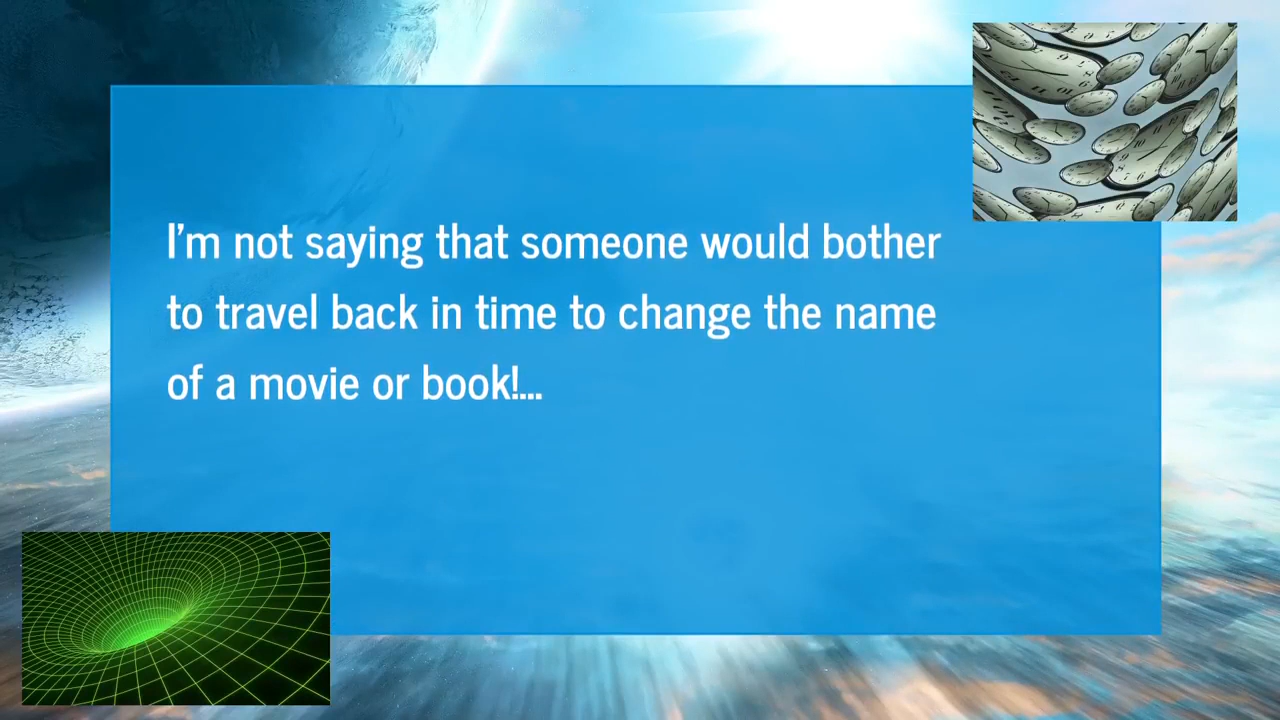 I'm not saying that someone would bother
to travel back in time to change the name
of a movie or book!...